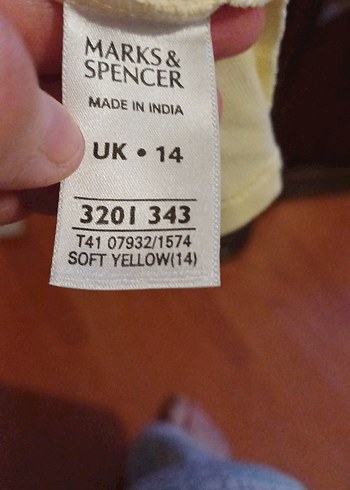 MARKS &
SPENCER
MADE IN INDIA
UK • 14
3201 343
T41 07932/1574
SOFT YELLOW(14)